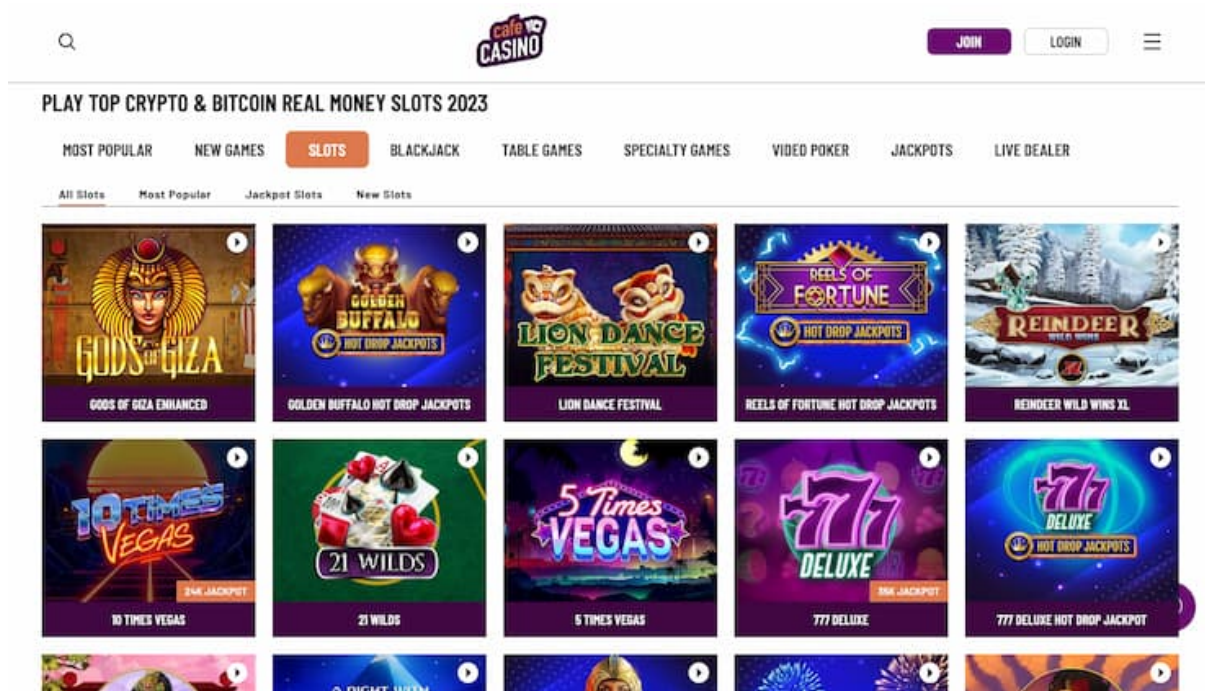 cafe
CASINO
JOIN
LOGIN
PLAY TOP CRYPTO & BITCOIN REAL MONEY SLOTS 2023
MOST POPULAR NEW GAMES SLOTS BLACKJACK TABLE GAMES SPECIALTY GAMES VIDEO POKER JACKPOTS LIVE DEALER
All Slots Most Popular Jackpot Slots New Slots
GODS OF GIZA
GODS OF GIZA ENHANCED
GOLDEN
BUFFALO
HOT DROP JACKPOTS
GOLDEN BUFFALO HOT DROP JACKPOTS
LION DANCE
FESTIVAL
LION DANCE FESTIVAL
REELS OF
FORTUNE
HOT DROP JACKPOTS
REELS OF FORTUNE HOT DROP JACKPOTS
REINDEER
WILD WINS
XL
REINDEER WILD WINS XL
10 TIMES
VEGAS
24K JACKPOT
10 TIMES VEGAS
21 WILDS
21 WILDS
5 Times
VEGAS
5 TIMES VEGAS
777
DELUXE
JACKPOT
777 DELUXE
777
DELUXE
HOT DROP JACKPOTS
777 DELUXE HOT DROP JACKPOT
A NIGHT WITH